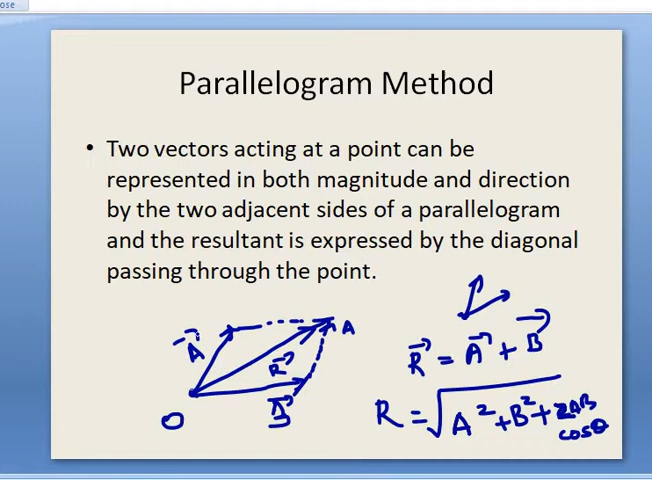 ose
Parallelogram Method
• Two vectors acting at a point can be
represented in both magnitude and direction
by the two adjacent sides of a parallelogram
and the resultant is expressed by the diagonal
passing through the point.
A⃗
A
R⃗
B⃗
O
R⃗ = A⃗ + B⃗
R = √A² + B² + 2AB
cosθ